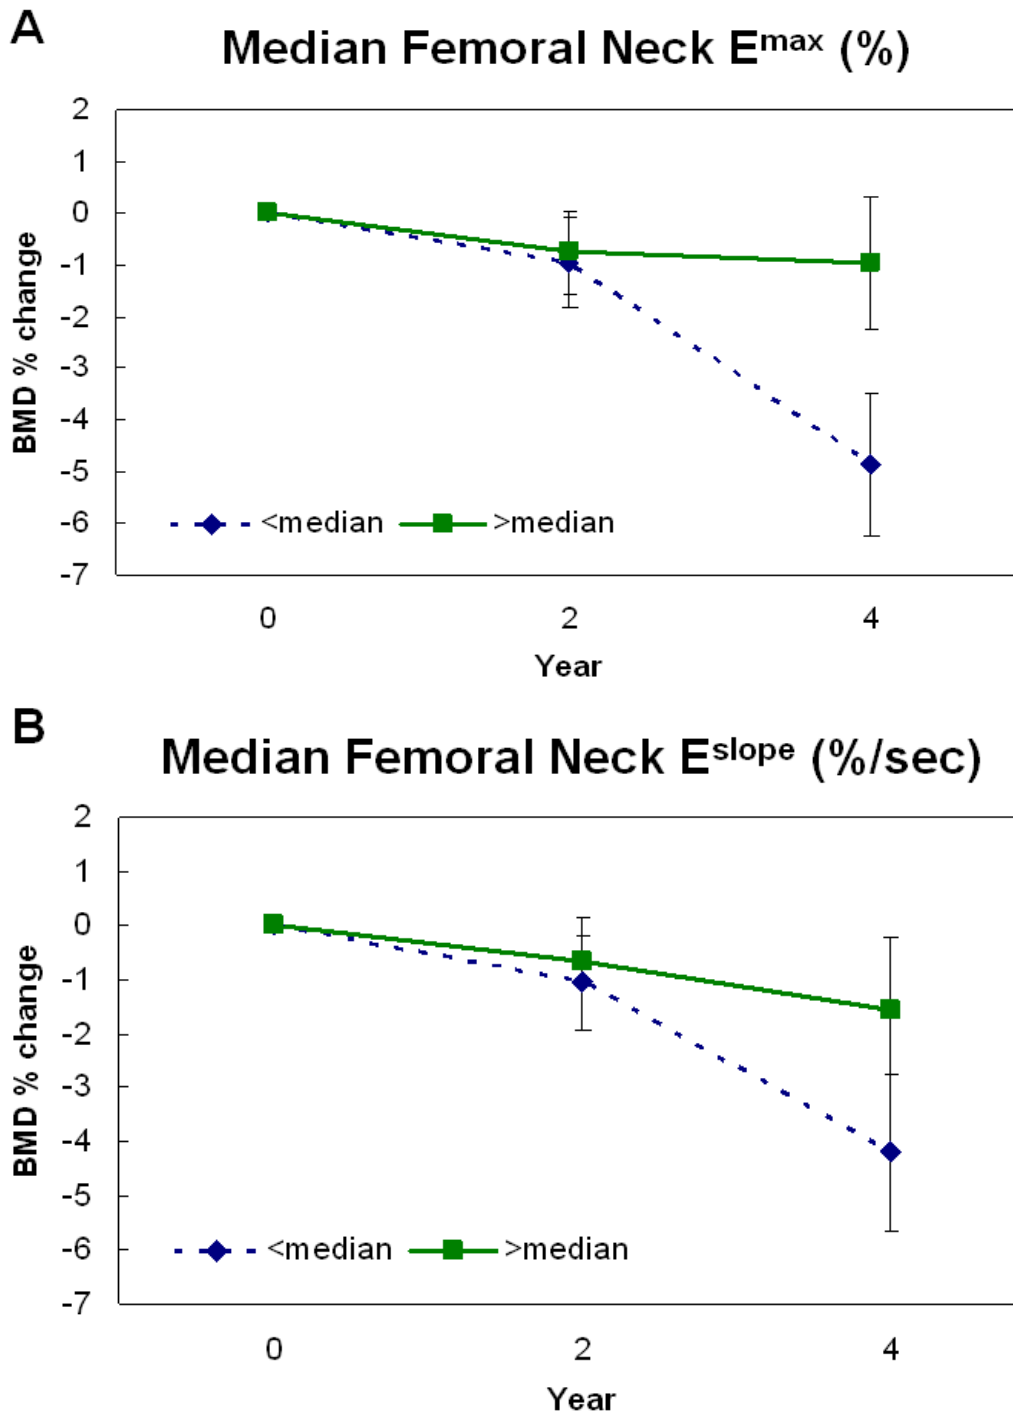 A
Median Femoral Neck E^max (%)
2
1
0
-1
-2
-3
-4
-5
-6
-7
BMD % change
<median >median
0 2 4
Year
B
Median Femoral Neck E^slope (%/sec)
2
1
0
-1
-2
-3
-4
-5
-6
-7
BMD % change
<median >median
0 2 4
Year